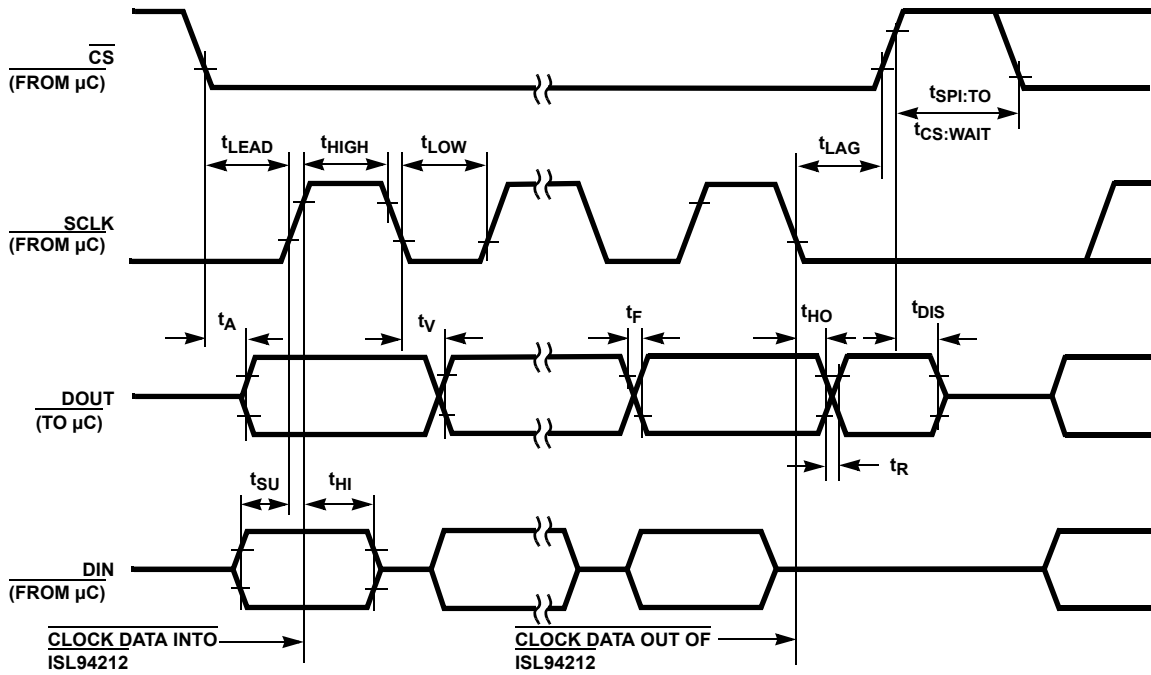 CS
(FROM µC)
tSPI:TO
tCS:WAIT
tLEAD
tHIGH
tLOW
tLAG
SCLK
(FROM µC)
tA
tV
tF
tHO
tDIS
DOUT
(TO µC)
tR
tSU
tHI
DIN
(FROM µC)
CLOCK DATA INTO
ISL94212
CLOCK DATA OUT OF
ISL94212